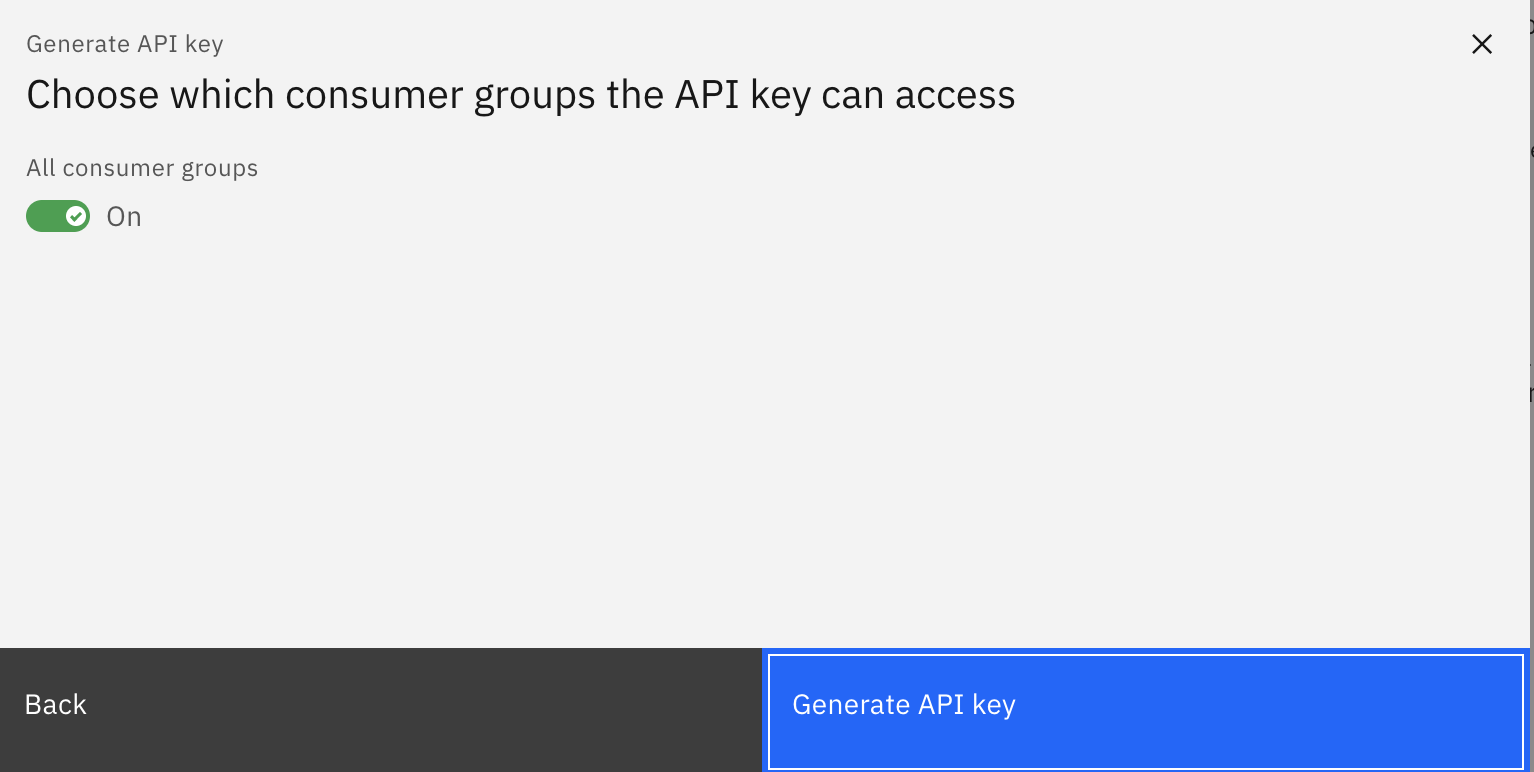 Generate API key
Choose which consumer groups the API key can access
All consumer groups
On
Back
Generate API key